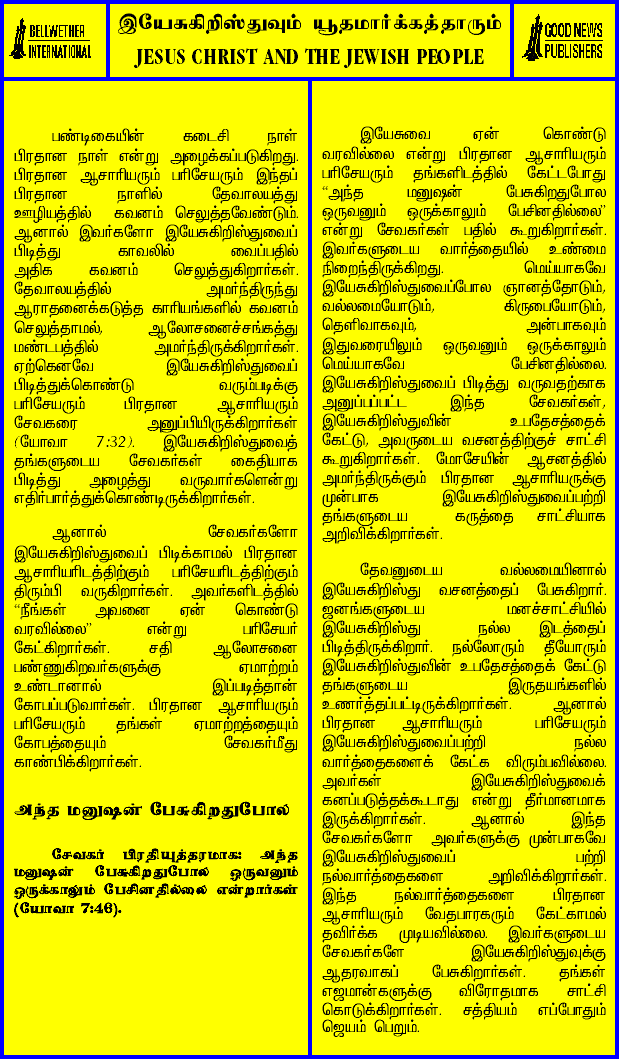 BELLWETHER
INTERNATIONAL
இயேசுகிறிஸ்துவும் யூதமார்க்கத்தாரும்
JESUS CHRIST AND THE JEWISH PEOPLE
GOOD NEWS
PUBLISHERS
பண்டிகையின் கடைசி நாள்
பிரதான நாள் என்று அழைக்கப்படுகிறது.
பிரதான ஆசாரியரும் பரிசேயரும் இந்தப்
பிரதான நாளில் தேவாலயத்து
ஊழியத்தில் கவனம் செலுத்தவேண்டும்.
ஆனால் இவர்களோ இயேசுகிறிஸ்துவைப்
பிடித்து காவலில் வைப்பதில்
அதிக கவனம் செலுத்துகிறார்கள்.
தேவாலயத்தில் அமர்ந்திருந்து
ஆராதனைக்கடுத்த காரியங்களில் கவனம்
செலுத்தாமல், ஆலோசனைச்சங்கத்து
மண்டபத்தில் அமர்ந்திருக்கிறார்கள்.
ஏற்கெனவே இயேசுகிறிஸ்துவைப்
பிடித்துக்கொண்டு வரும்படிக்கு
பரிசேயரும் பிரதான ஆசாரியரும்
சேவகரை அனுப்பியிருக்கிறார்கள்
(யோவா 7:32). இயேசுகிறிஸ்துவைத்
தங்களுடைய சேவகர்கள் கைதியாக
பிடித்து அழைத்து வருவார்களென்று
எதிர்பார்த்துக்கொண்டிருக்கிறார்கள்.
ஆனால் சேவகர்களோ
இயேசுகிறிஸ்துவைப் பிடிக்காமல் பிரதான
ஆசாரியரிடத்திற்கும் பரிசேயரிடத்திற்கும்
திரும்பி வருகிறார்கள். அவர்களிடத்தில்
“நீங்கள் அவனை ஏன் கொண்டு
வரவில்லை” என்று பரிசேயர்
கேட்கிறார்கள். சதி ஆலோசனை
பண்ணுகிறவர்களுக்கு ஏமாற்றம்
உண்டானால் இப்படித்தான்
கோபப்படுவார்கள். பிரதான ஆசாரியரும்
பரிசேயரும் தங்கள் ஏமாற்றத்தையும்
கோபத்தையும் சேவகர்மீது
காண்பிக்கிறார்கள்.
அந்த மனுஷன் பேசுகிறதுபோல்
சேவகர் பிரதியுத்தரமாக: அந்த
மனுஷன் பேசுகிறதுபோல ஒருவனும்
ஒருக்காலும் பேசினதில்லை என்றார்கள்
(யோவா 7:46).
இயேசுவை ஏன் கொண்டு
வரவில்லை என்று பிரதான ஆசாரியரும்
பரிசேயரும் தங்களிடத்தில் கேட்டபோது
“அந்த மனுஷன் பேசுகிறதுபோல
ஒருவனும் ஒருக்காலும் பேசினதில்லை”
என்று சேவகர்கள் பதில் கூறுகிறார்கள்.
இவர்களுடைய வார்த்தையில் உண்மை
நிறைந்திருக்கிறது. மெய்யாகவே
இயேசுகிறிஸ்துவைப்போல ஞானத்தோடும்,
வல்லமையோடும், கிருபையோடும்,
தெளிவாகவும், அன்பாகவும்
இதுவரையிலும் ஒருவனும் ஒருக்காலும்
மெய்யாகவே பேசினதில்லை.
இயேசுகிறிஸ்துவைப் பிடித்து வருவதற்காக
அனுப்பப்பட்ட இந்த சேவகர்கள்,
இயேசுகிறிஸ்துவின் உபதேசத்தைக்
கேட்டு, அவருடைய வசனத்திற்குச் சாட்சி
கூறுகிறார்கள். மோசேயின் ஆசனத்தில்
அமர்ந்திருக்கும் பிரதான ஆசாரியருக்கு
முன்பாக இயேசுகிறிஸ்துவைப்பற்றி
தங்களுடைய கருத்தை சாட்சியாக
அறிவிக்கிறார்கள்.
தேவனுடைய வல்லமையினால்
இயேசுகிறிஸ்து வசனத்தைப் பேசுகிறார்.
ஜனங்களுடைய மனச்சாட்சியில்
இயேசுகிறிஸ்து நல்ல இடத்தைப்
பிடித்திருக்கிறார். நல்லோரும் தீயோரும்
இயேசுகிறிஸ்துவின் உபதேசத்தைக் கேட்டு
தங்களுடைய இருதயங்களில்
உணர்த்தப்பட்டிருக்கிறார்கள். ஆனால்
பிரதான ஆசாரியரும் பரிசேயரும்
இயேசுகிறிஸ்துவைப்பற்றி நல்ல
வார்த்தைகளைக் கேட்க விரும்பவில்லை.
அவர்கள் இயேசுகிறிஸ்துவைக்
கனப்படுத்தக்கூடாது என்று தீர்மானமாக
இருக்கிறார்கள். ஆனால் இந்த
சேவகர்களோ அவர்களுக்கு முன்பாகவே
இயேசுகிறிஸ்துவைப் பற்றி
நல்வார்த்தைகளை அறிவிக்கிறார்கள்.
இந்த நல்வார்த்தைகளை பிரதான
ஆசாரியரும் வேதபாரகரும் கேட்காமல்
தவிர்க்க முடியவில்லை. இவர்களுடைய
சேவகர்களே இயேசுகிறிஸ்துவுக்கு
ஆதரவாகப் பேசுகிறார்கள். தங்கள்
எஜமான்களுக்கு விரோதமாக சாட்சி
கொடுக்கிறார்கள். சத்தியம் எப்போதும்
ஜெயம் பெறும்.